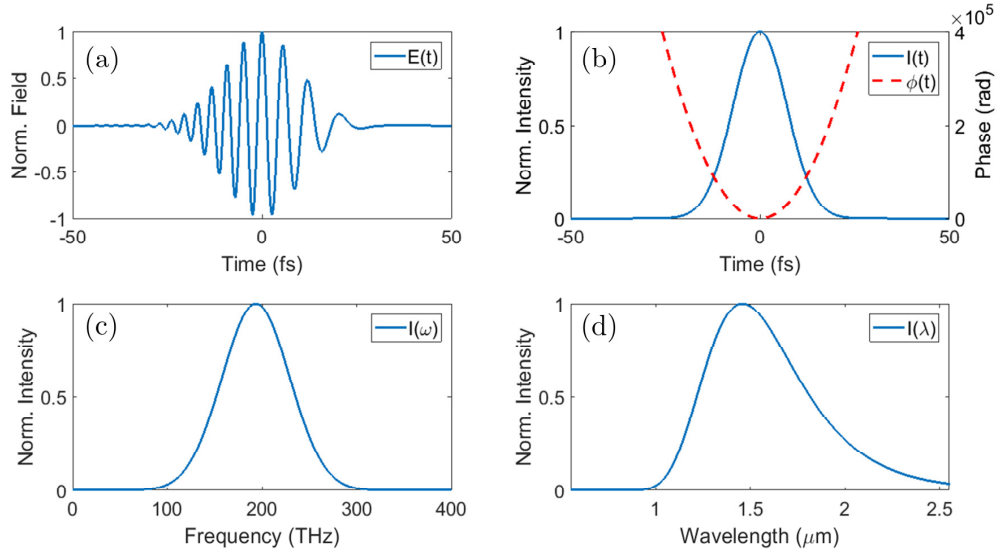 (a)
E(t)
Norm. Field
1
0.5
0
-0.5
-1
-50
0
50
Time (fs)
(b)
I(t)
ϕ(t)
×10⁵
Norm. Intensity
1
0.5
0
Phase (rad)
4
2
0
-50
0
50
Time (fs)
(c)
I(ω)
Norm. Intensity
1
0.5
0
0
100
200
300
400
Frequency (THz)
(d)
I(λ)
Norm. Intensity
1
0.5
0
1
1.5
2
2.5
Wavelength (μm)